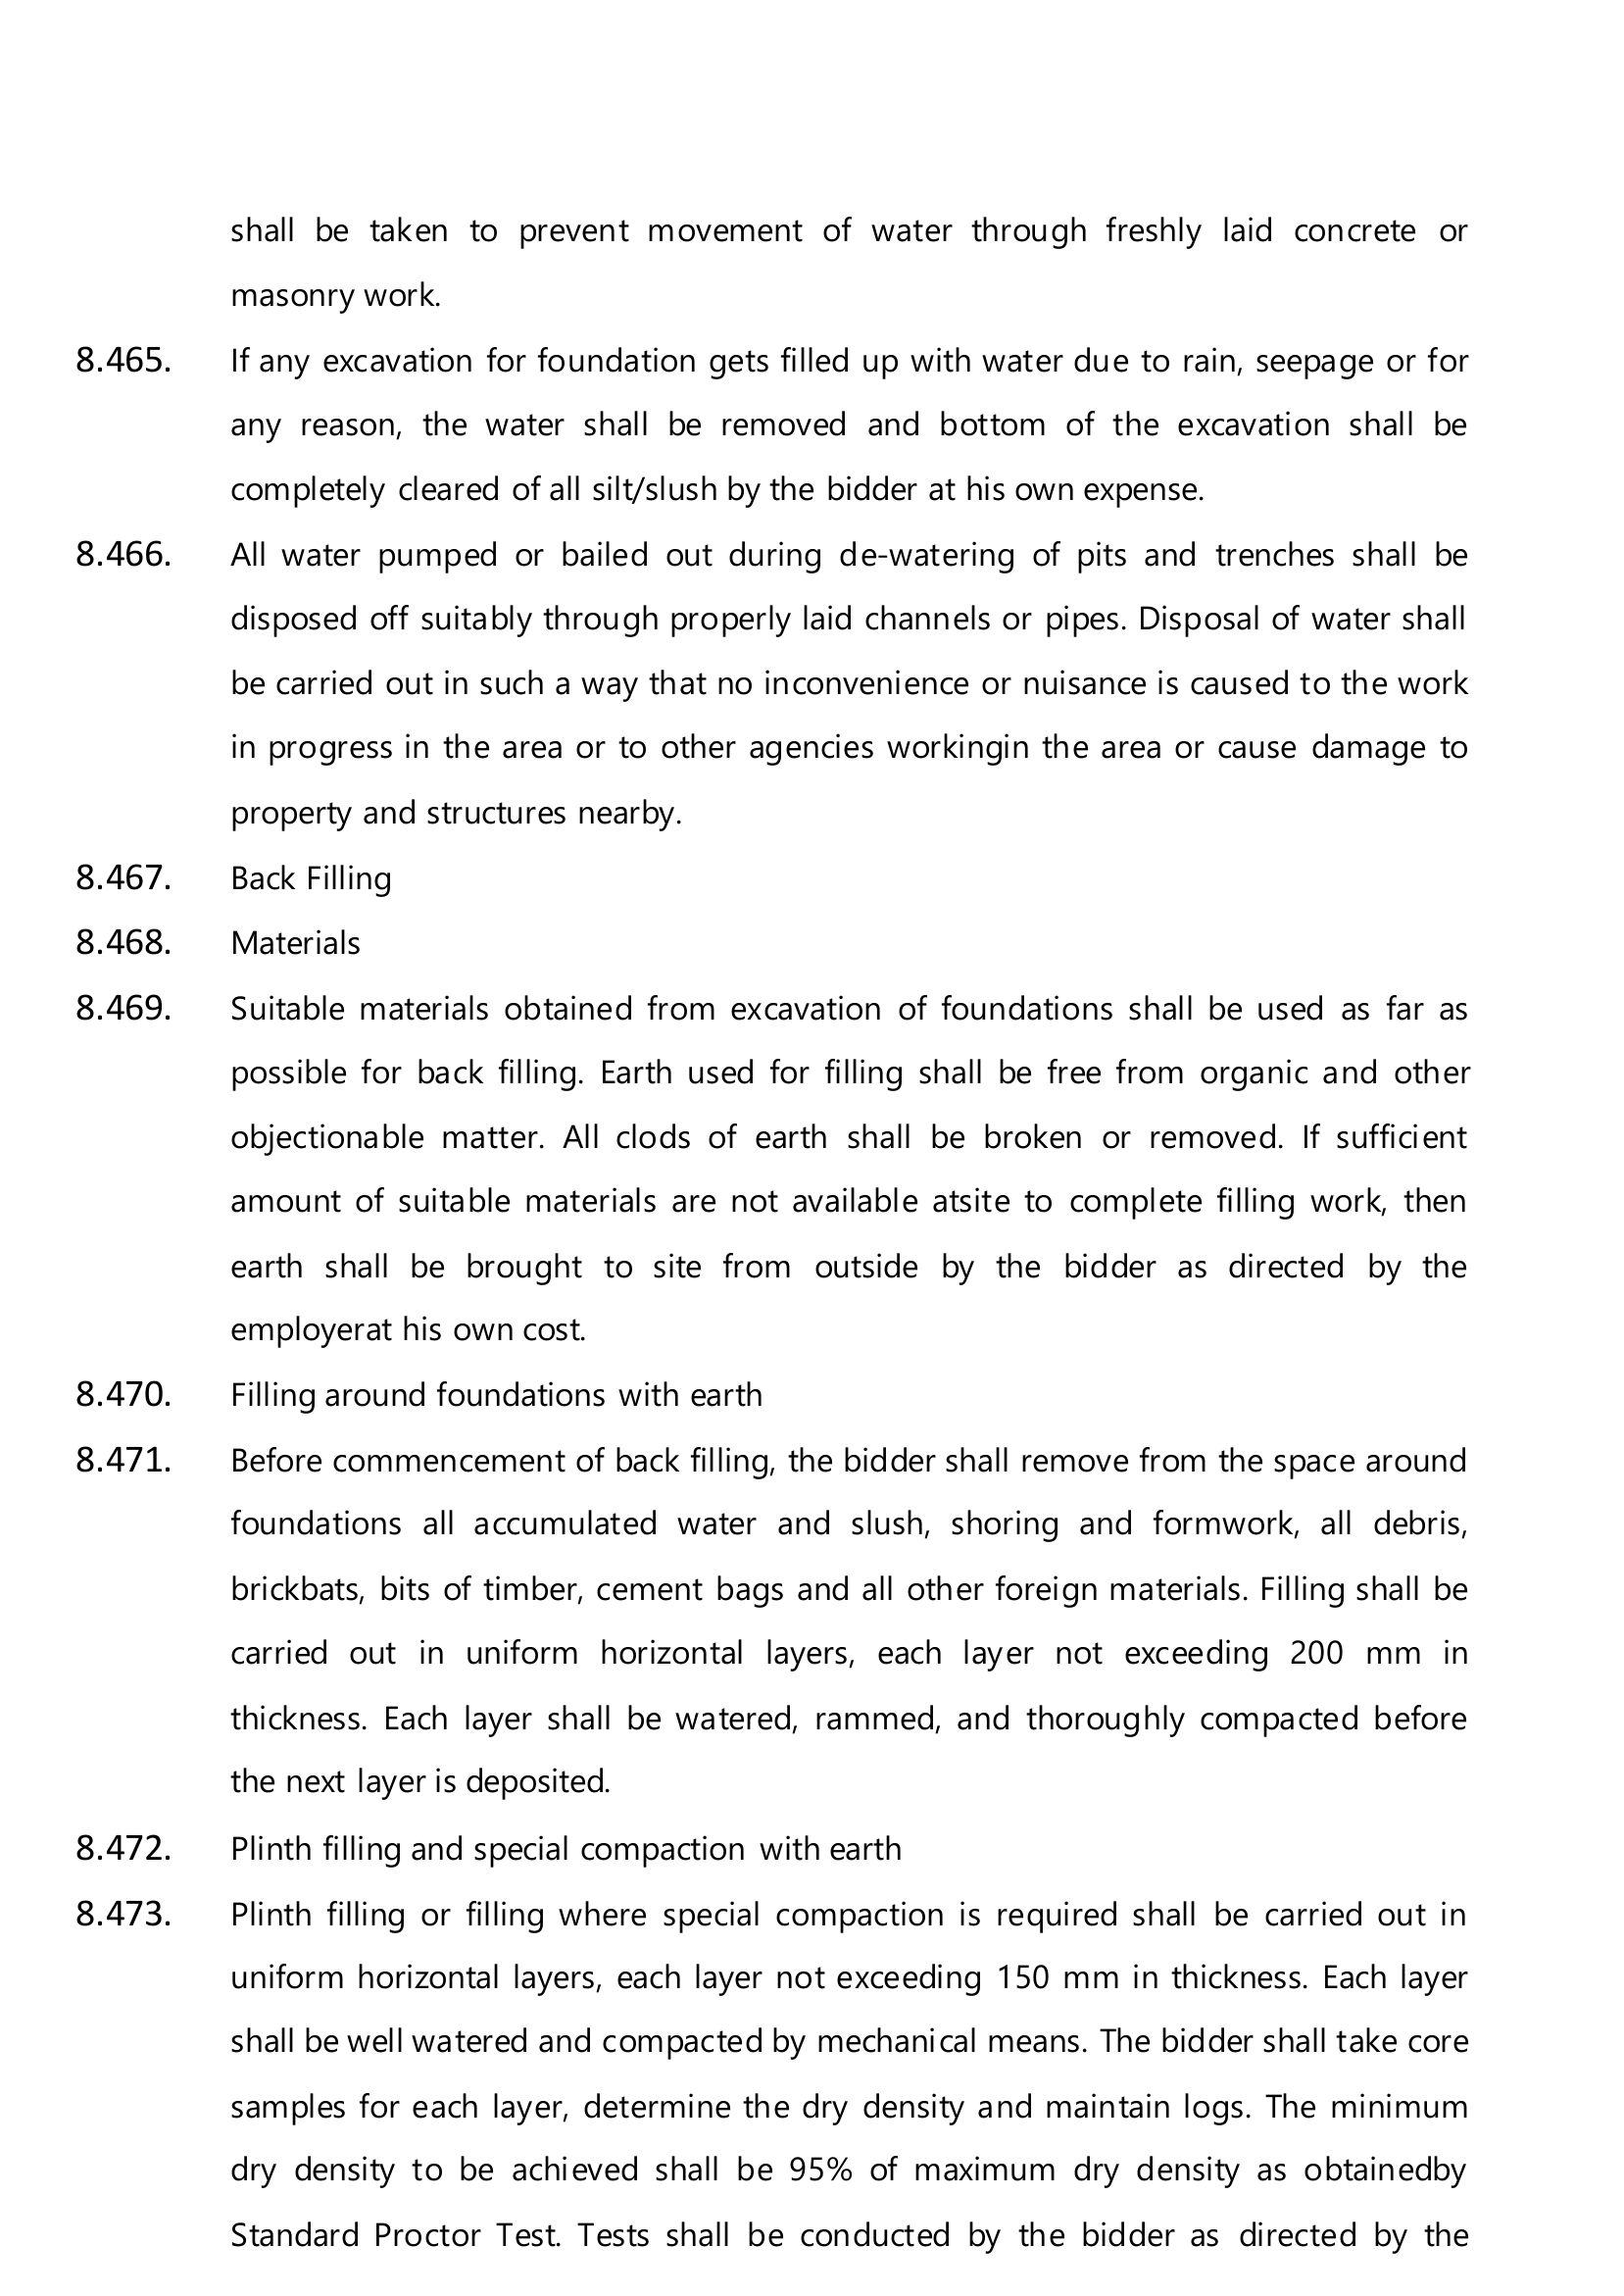 shall be taken to prevent movement of water through freshly laid concrete or
masonry work.
8.465. If any excavation for foundation gets filled up with water due to rain, seepage or for
any reason, the water shall be removed and bottom of the excavation shall be
completely cleared of all silt/slush by the bidder at his own expense.
8.466. All water pumped or bailed out during de-watering of pits and trenches shall be
disposed off suitably through properly laid channels or pipes. Disposal of water shall
be carried out in such a way that no inconvenience or nuisance is caused to the work
in progress in the area or to other agencies workingin the area or cause damage to
property and structures nearby.
8.467. Back Filling
8.468. Materials
8.469. Suitable materials obtained from excavation of foundations shall be used as far as
possible for back filling. Earth used for filling shall be free from organic and other
objectionable matter. All clods of earth shall be broken or removed. If sufficient
amount of suitable materials are not available atsite to complete filling work, then
earth shall be brought to site from outside by the bidder as directed by the
employerat his own cost.
8.470. Filling around foundations with earth
8.471. Before commencement of back filling, the bidder shall remove from the space around
foundations all accumulated water and slush, shoring and formwork, all debris,
brickbats, bits of timber, cement bags and all other foreign materials. Filling shall be
carried out in uniform horizontal layers, each layer not exceeding 200 mm in
thickness. Each layer shall be watered, rammed, and thoroughly compacted before
the next layer is deposited.
8.472. Plinth filling and special compaction with earth
8.473. Plinth filling or filling where special compaction is required shall be carried out in
uniform horizontal layers, each layer not exceeding 150 mm in thickness. Each layer
shall be well watered and compacted by mechanical means. The bidder shall take core
samples for each layer, determine the dry density and maintain logs. The minimum
dry density to be achieved shall be 95% of maximum dry density as obtainedby
Standard Proctor Test. Tests shall be conducted by the bidder as directed by the